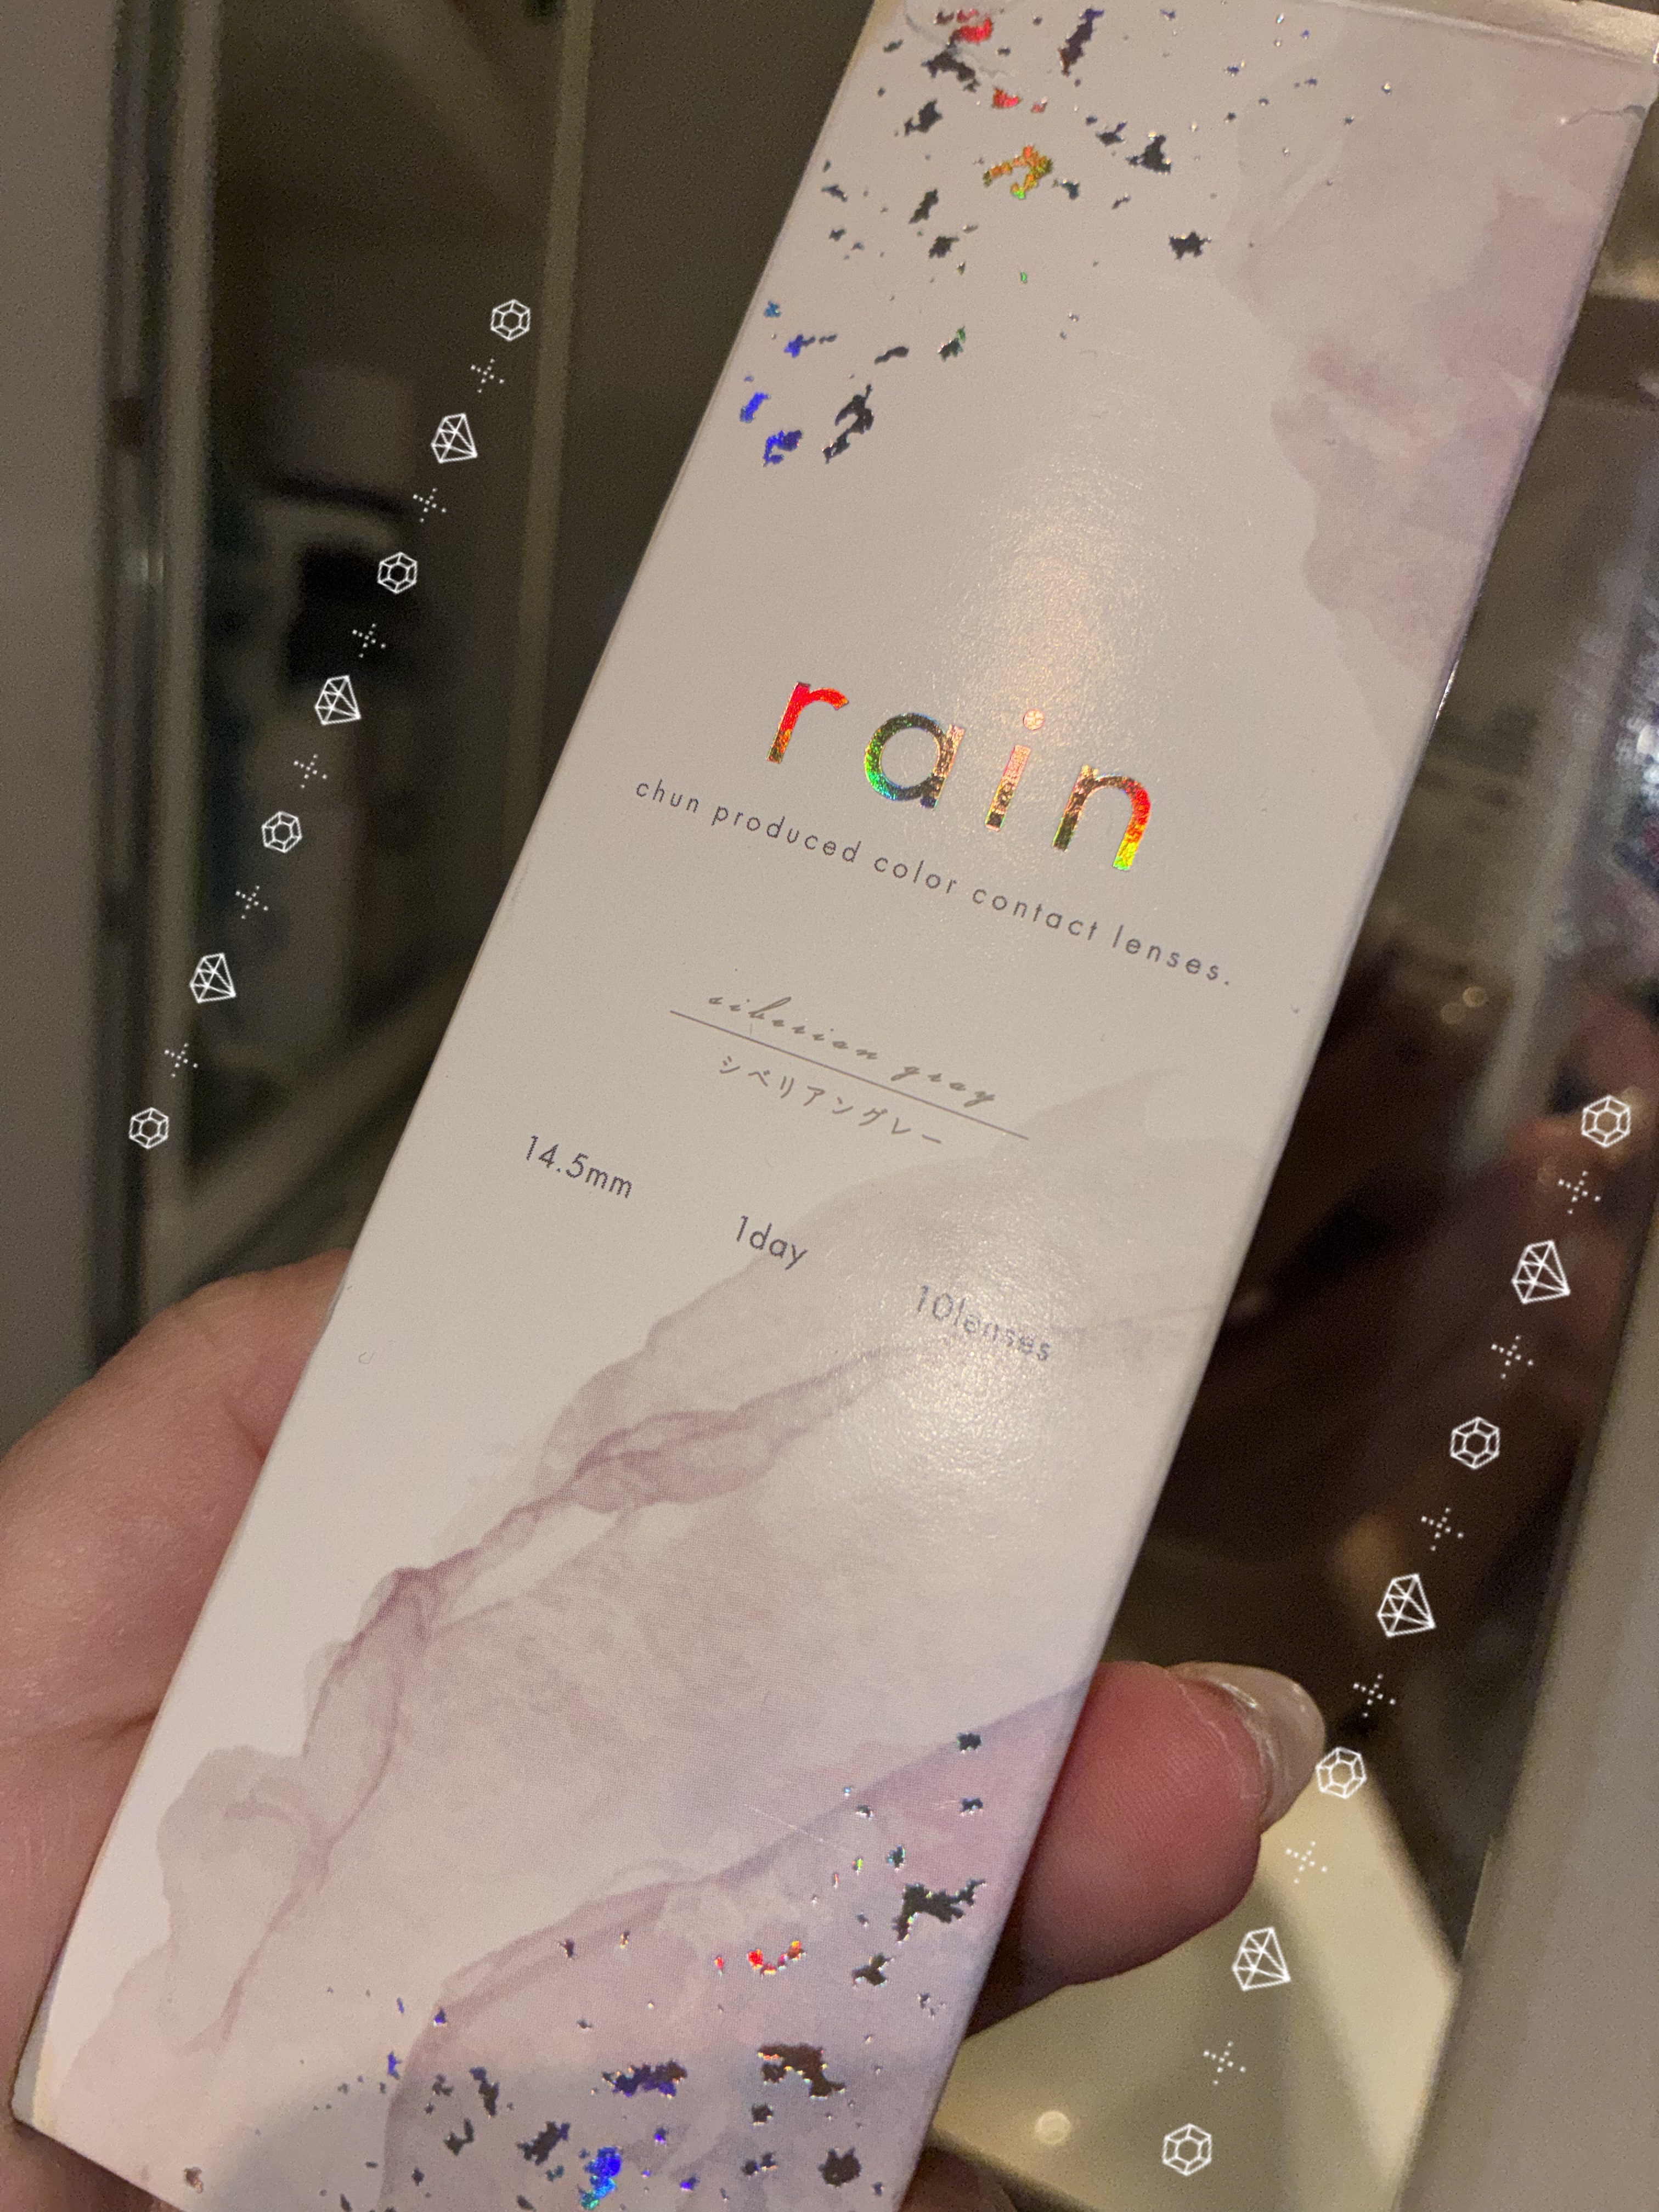 rain
chun produced color contact lenses.
siberian gray
シベリアングレー
14.5mm
1day
10lenses